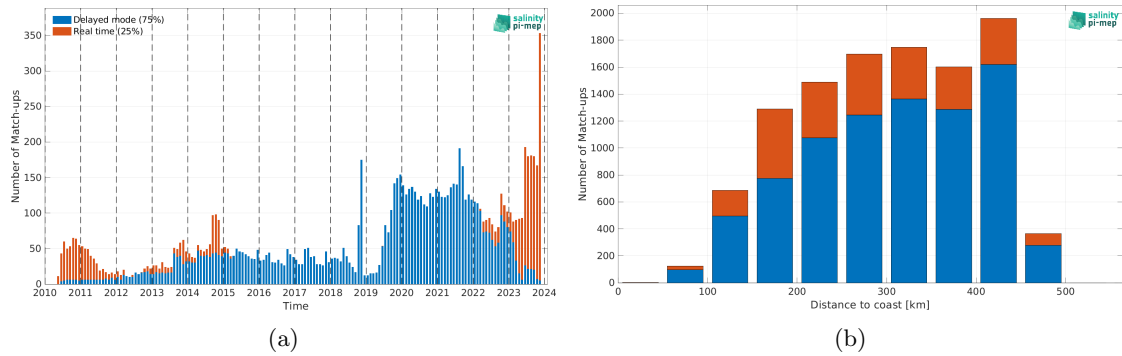 Delayed mode (75%)
Real time (25%)
salinity
pi-mep
350
300
250
200
150
100
50
0
Number of Match-ups
2010 2011 2012 2013 2014 2015 2016 2017 2018 2019 2020 2021 2022 2023 2024
Time
(a)
salinity
pi-mep
2000
1800
1600
1400
1200
1000
800
600
400
200
0
Number of Match-ups
0 100 200 300 400 500
Distance to coast [km]
(b)